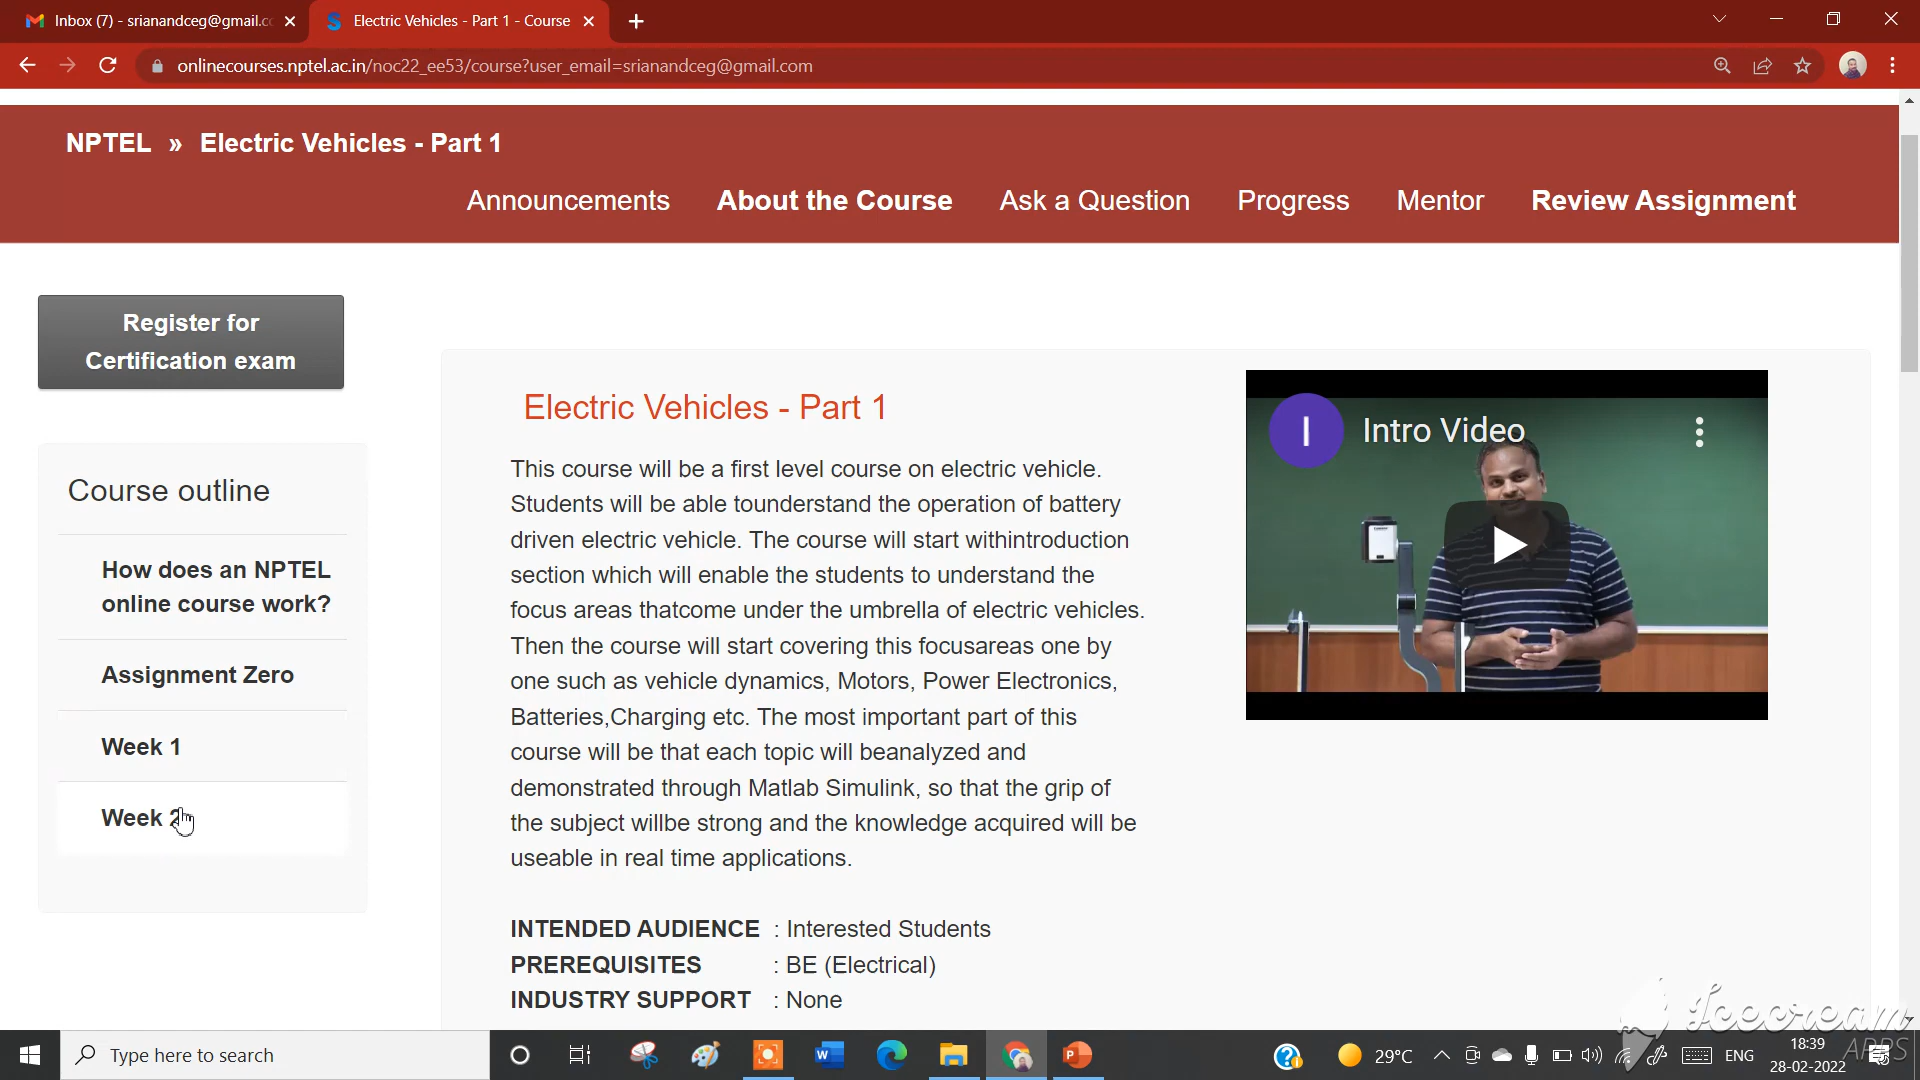 Inbox (7) - srianandceg@gmail.c
Electric Vehicles - Part 1 - Course
onlinecourses.nptel.ac.in/noc22_ee53/course?user_email=srianandceg@gmail.com
NPTEL » Electric Vehicles - Part 1
Announcements About the Course Ask a Question Progress Mentor Review Assignment
Register for
Certification exam
Course outline
How does an NPTEL
online course work?
Assignment Zero
Week 1
Week 2
Electric Vehicles - Part 1
This course will be a first level course on electric vehicle.
Students will be able tounderstand the operation of battery
driven electric vehicle. The course will start withintroduction
section which will enable the students to understand the
focus areas thatcome under the umbrella of electric vehicles.
Then the course will start covering this focusareas one by
one such as vehicle dynamics, Motors, Power Electronics,
Batteries,Charging etc. The most important part of this
course will be that each topic will beanalyzed and
demonstrated through Matlab Simulink, so that the grip of
the subject willbe strong and the knowledge acquired will be
useable in real time applications.
INTENDED AUDIENCE : Interested Students
PREREQUISITES : BE (Electrical)
INDUSTRY SUPPORT : None
I Intro Video
Icecream
APPS
Type here to search
29°C
ENG
18:39
28-02-2022